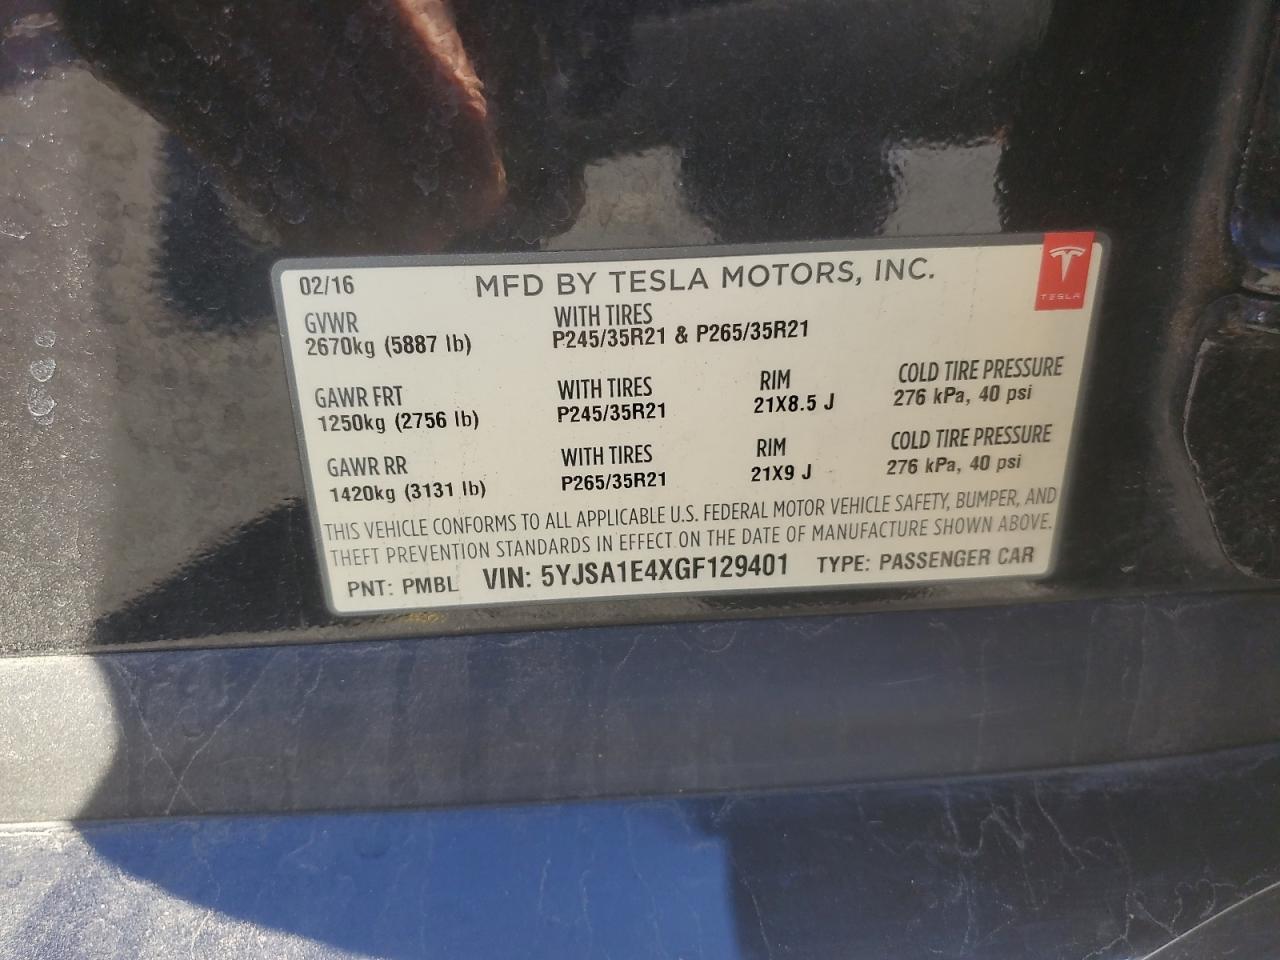 02/16 MFD BY TESLA MOTORS, INC.
TESLA
GVWR WITH TIRES
2670kg (5887 lb) P245/35R21 & P265/35R21
GAWR FRT WITH TIRES RIM COLD TIRE PRESSURE
1250kg (2756 lb) P245/35R21 21X8.5 J 276 kPa, 40 psi
GAWR RR WITH TIRES RIM COLD TIRE PRESSURE
1420kg (3131 lb) P265/35R21 21X9 J 276 kPa, 40 psi
THIS VEHICLE CONFORMS TO ALL APPLICABLE U.S. FEDERAL MOTOR VEHICLE SAFETY, BUMPER, AND
THEFT PREVENTION STANDARDS IN EFFECT ON THE DATE OF MANUFACTURE SHOWN ABOVE.
PNT: PMBL VIN: 5YJSA1E4XGF129401 TYPE: PASSENGER CAR